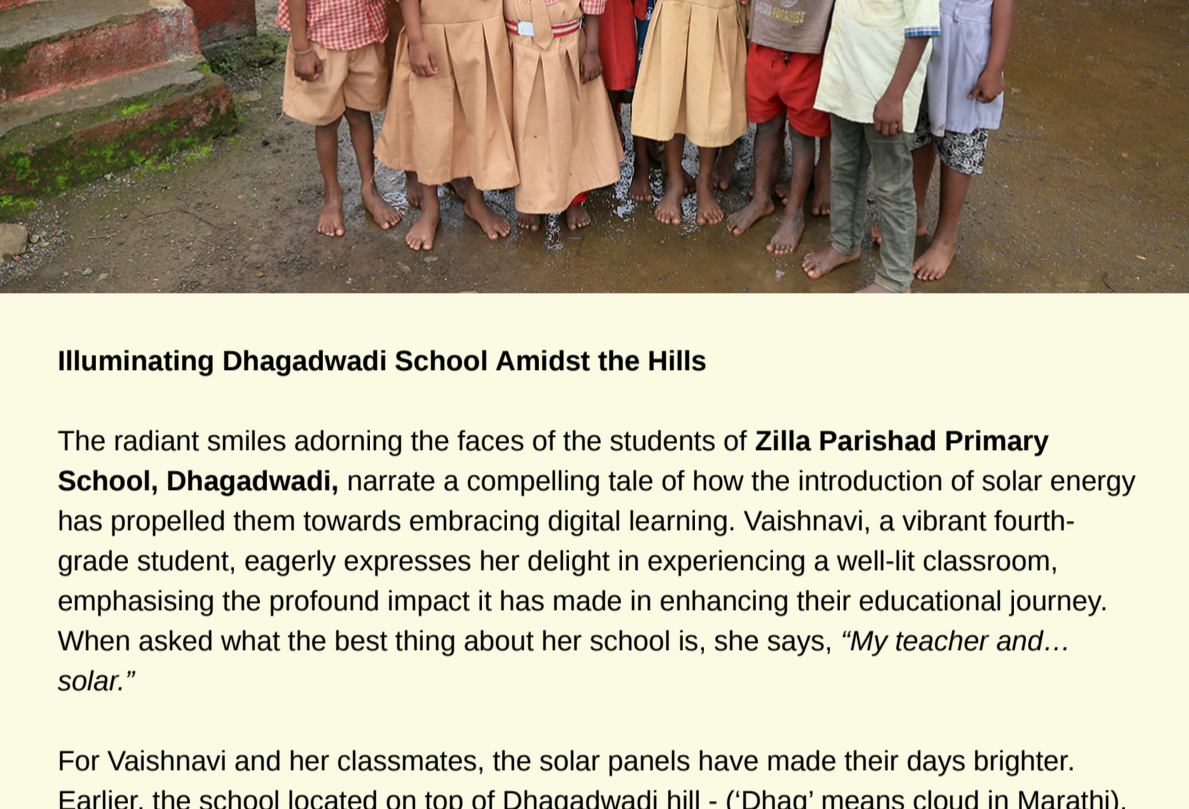 PARADISE
Illuminating Dhagadwadi School Amidst the Hills
The radiant smiles adorning the faces of the students of Zilla Parishad Primary
School, Dhagadwadi, narrate a compelling tale of how the introduction of solar energy
has propelled them towards embracing digital learning. Vaishnavi, a vibrant fourth-
grade student, eagerly expresses her delight in experiencing a well-lit classroom,
emphasising the profound impact it has made in enhancing their educational journey.
When asked what the best thing about her school is, she says, “My teacher and…
solar.”
For Vaishnavi and her classmates, the solar panels have made their days brighter.
Earlier, the school located on top of Dhagadwadi hill - (‘Dhag’ means cloud in Marathi),